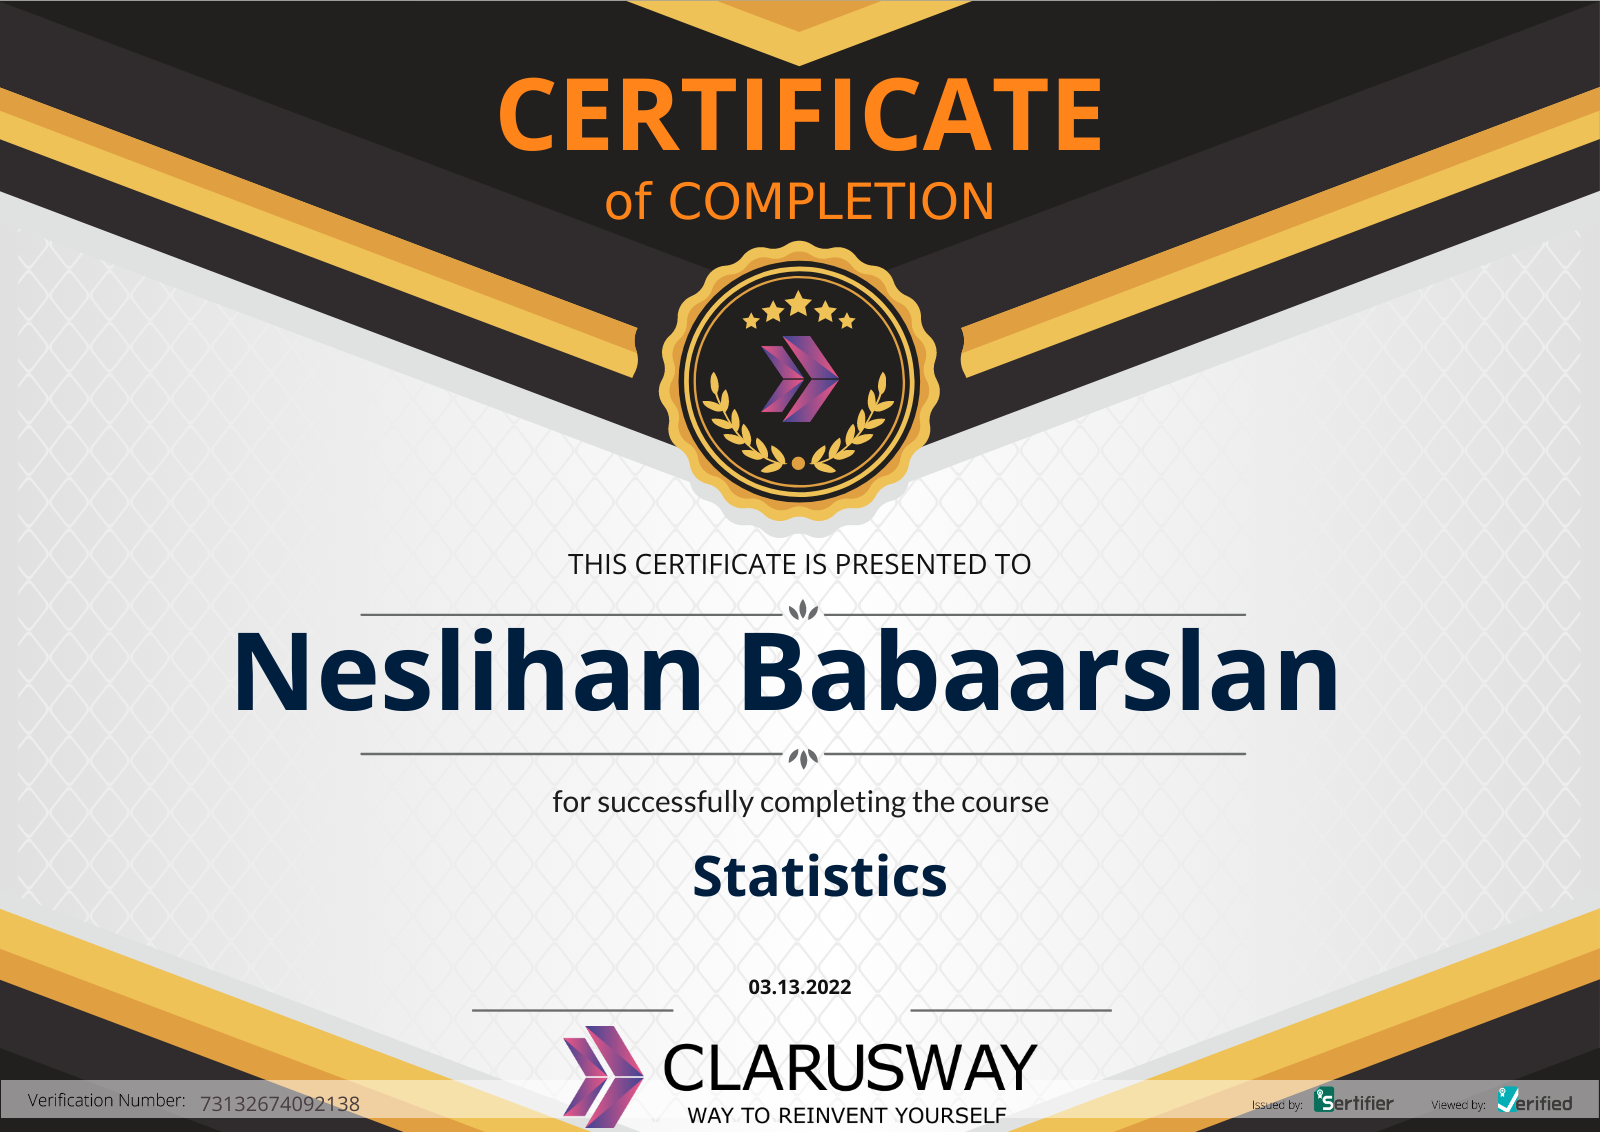 CERTIFICATE
of COMPLETION
THIS CERTIFICATE IS PRESENTED TO
Neslihan Babaarslan
for successfully completing the course
Statistics
03.13.2022
CLARUSWAY
WAY TO REINVENT YOURSELF
Verification Number: 73132674092138
Issued by: Sertifier
Viewed by: Verified